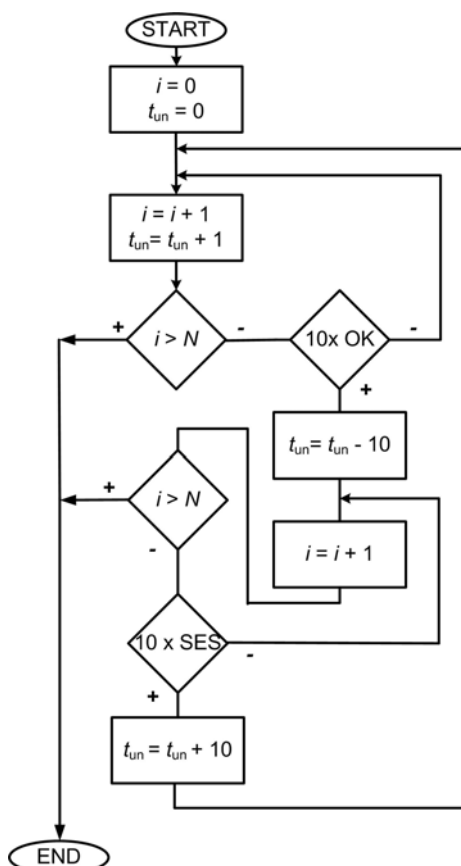 START
i = 0
tun = 0
i = i + 1
tun= tun + 1
+
i > N
-
10x OK
-
+
tun= tun - 10
+
i > N
-
i = i + 1
10 x SES
-
+
tun = tun + 10
END